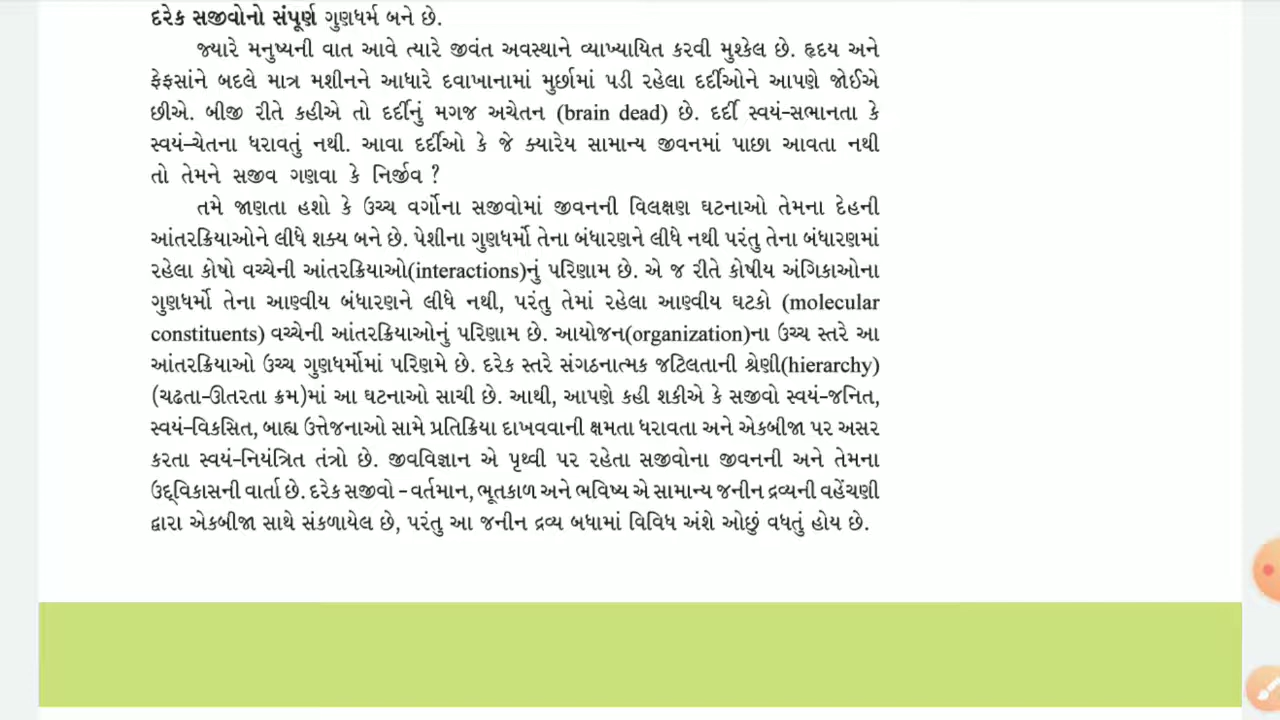 દરેક સજીવોનો સંપૂર્ણ ગુણધર્મ બને છે.
જ્યારે મનુષ્યની વાત આવે ત્યારે જીવંત અવસ્થાને વ્યાખ્યાયિત કરવી મુશ્કેલ છે. હૃદય અને
ફેફસાંને બદલે માત્ર મશીનને આધારે દવાખાનામાં મુર્છામાં પડી રહેલા દર્દીઓને આપણે જોઈએ
છીએ. બીજી રીતે કહીએ તો દર્દીનું મગજ અચેતન (brain dead) છે. દર્દી સ્વયં-સભાનતા કે
સ્વયં-ચેતના ધરાવતું નથી. આવા દર્દીઓ કે જે ક્યારેય સામાન્ય જીવનમાં પાછા આવતા નથી
તો તેમને સજીવ ગણવા કે નિર્જીવ ?
તમે જાણતા હશો કે ઉચ્ચ વર્ગોના સજીવોમાં જીવનની વિલક્ષણ ઘટનાઓ તેમના દેહની
આંતરક્રિયાઓને લીધે શક્ય બને છે. પેશીના ગુણધર્મો તેના બંધારણને લીધે નથી પરંતુ તેના બંધારણમાં
રહેલા કોષો વચ્ચેની આંતરક્રિયાઓ(interactions)નું પરિણામ છે. એ જ રીતે કોષીય અંગિકાઓના
ગુણધર્મો તેના આણ્વીય બંધારણને લીધે નથી, પરંતુ તેમાં રહેલા આણ્વીય ઘટકો (molecular
constituents) વચ્ચેની આંતરક્રિયાઓનું પરિણામ છે. આયોજન(organization)ના ઉચ્ચ સ્તરે આ
આંતરક્રિયાઓ ઉચ્ચ ગુણધર્મોમાં પરિણમે છે. દરેક સ્તરે સંગઠનાત્મક જટિલતાની શ્રેણી(hierarchy)
(ચઢતા-ઊતરતા ક્રમ)માં આ ઘટનાઓ સાચી છે. આથી, આપણે કહી શકીએ કે સજીવો સ્વયં-જનિત,
સ્વયં-વિકસિત, બાહ્ય ઉત્તેજનાઓ સામે પ્રતિક્રિયા દાખવવાની ક્ષમતા ધરાવતા અને એકબીજા પર અસર
કરતા સ્વયં-નિયંત્રિત તંત્રો છે. જીવવિજ્ઞાન એ પૃથ્વી પર રહેતા સજીવોના જીવનની અને તેમના
ઉદ્‌વિકાસની વાર્તા છે. દરેક સજીવો - વર્તમાન, ભૂતકાળ અને ભવિષ્ય એ સામાન્ય જનીન દ્રવ્યની વહેંચણી
દ્વારા એકબીજા સાથે સંકળાયેલ છે, પરંતુ આ જનીન દ્રવ્ય બધામાં વિવિધ અંશે ઓછું વધતું હોય છે.